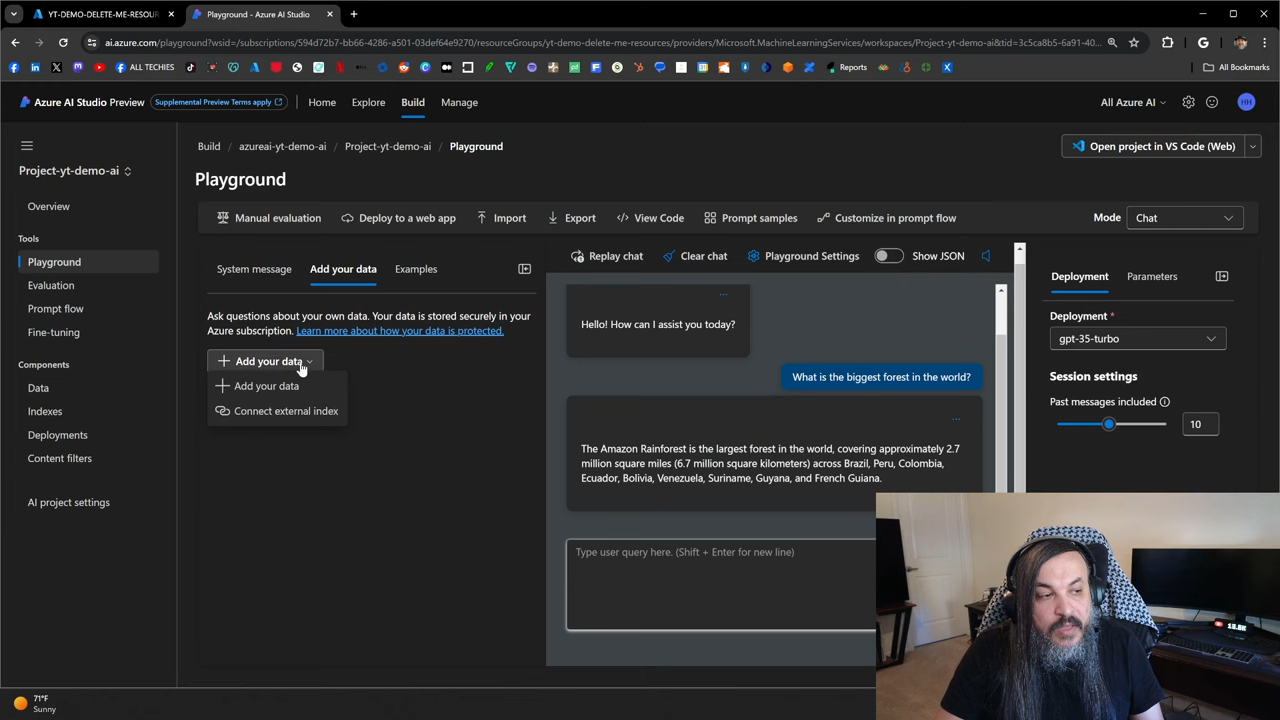 YT-DEMO-DELETE-ME-RESOUR
Playground - Azure AI Studio
ai.azure.com/playground?wsid=/subscriptions/594d72b7-bb66-4286-a501-03def64e9270/resourceGroups/yt-demo-delete-me-resources/providers/Microsoft.MachineLearningServices/workspaces/Project-yt-demo-ai&tid=3c5ca8b5-6a91-40...
ALL TECHIES
Reports
All Bookmarks
Azure AI Studio Preview
Supplemental Preview Terms apply
Home
Explore
Build
Manage
All Azure AI
HH
Project-yt-demo-ai
Overview
Tools
Playground
Evaluation
Prompt flow
Fine-tuning
Components
Data
Indexes
Deployments
Content filters
AI project settings
Build / azureai-yt-demo-ai / Project-yt-demo-ai / Playground
Open project in VS Code (Web)
Playground
Manual evaluation
Deploy to a web app
Import
Export
View Code
Prompt samples
Customize in prompt flow
Mode
Chat
System message
Add your data
Examples
Ask questions about your own data. Your data is stored securely in your
Azure subscription. Learn more about how your data is protected.
Add your data
Add your data
Connect external index
Replay chat
Clear chat
Playground Settings
Show JSON
Hello! How can I assist you today?
What is the biggest forest in the world?
The Amazon Rainforest is the largest forest in the world, covering approximately 2.7
million square miles (6.7 million square kilometers) across Brazil, Peru, Colombia,
Ecuador, Bolivia, Venezuela, Suriname, Guyana, and French Guiana.
Type user query here. (Shift + Enter for new line)
Deployment
Parameters
Deployment *
gpt-35-turbo
Session settings
Past messages included
10
71°F
Sunny